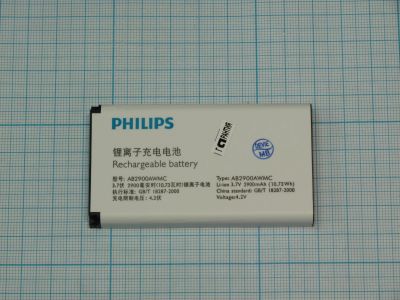 PHILIPS
锂离子充电电池
Rechargeable battery
型号:AB2900AWMC
3.7伏 2900毫安时(10.73瓦时)锂离子电池
执行标准: GB/T 18287-2000
充电限制电压: 4.2伏
Type:AB2900AWMC
Li-ion 3.7V 2900mAh (10.73Wh)
China standard: GB/T 18287-2000
Voltage4.2V